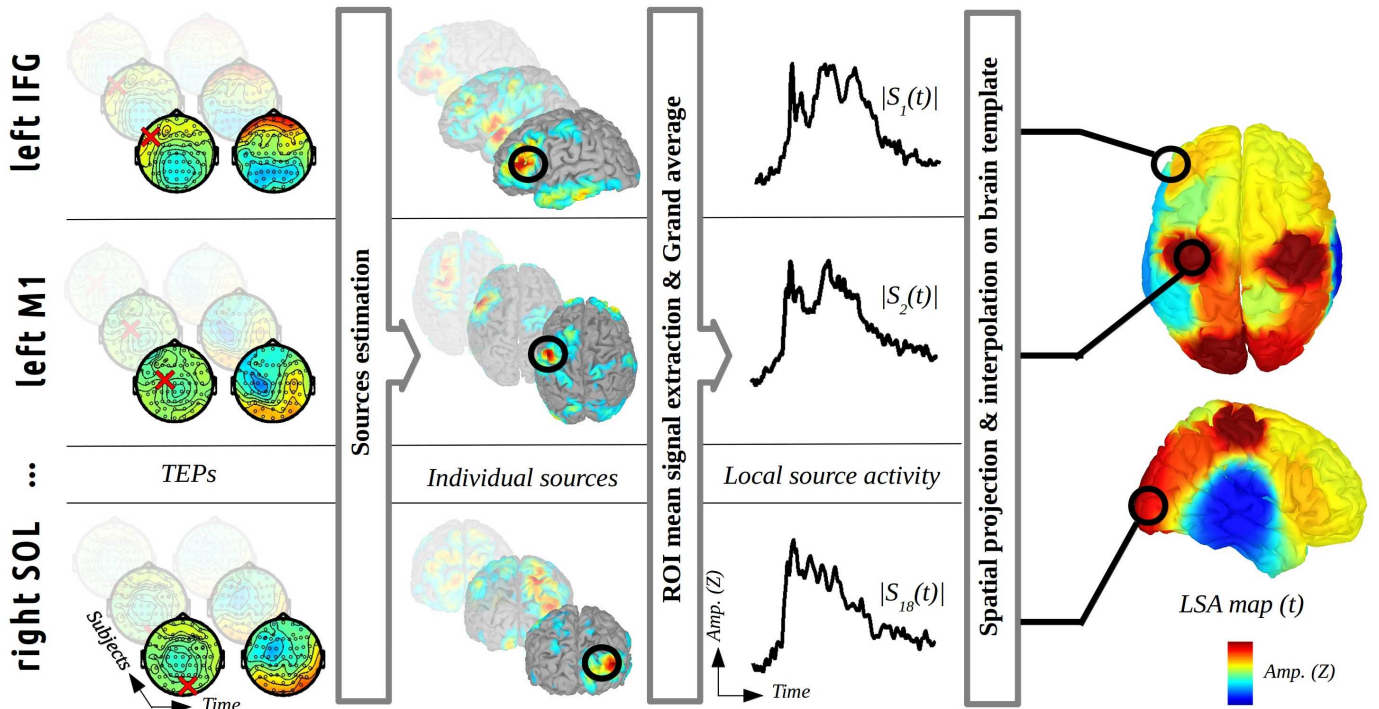 left IFG
left M1
...
right SOL
TEPs
Subjects
Time
Sources estimation
Individual sources
ROI mean signal extraction & Grand average
|S1(t)|
|S2(t)|
Local source activity
|S18(t)|
Amp. (Z)
Time
Spatial projection & interpolation on brain template
LSA map (t)
Amp. (Z)